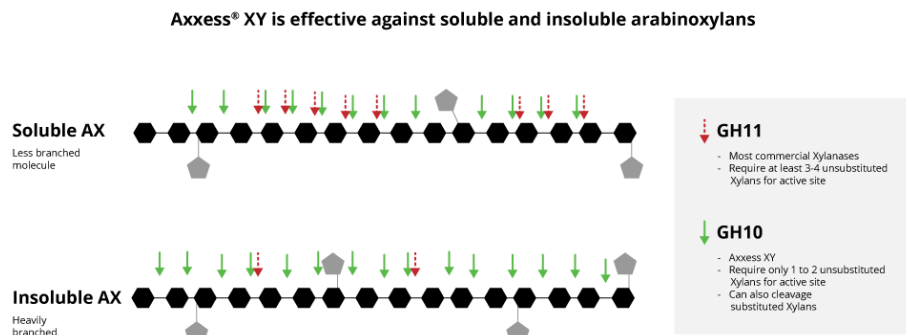 Axxess® XY is effective against soluble and insoluble arabinoxylans
Soluble AX
Less branched
molecule
Insoluble AX
Heavily
branched
GH11
- Most commercial Xylanases
- Require at least 3-4 unsubstituted
Xylans for active site
GH10
- Axxess XY
- Require only 1 to 2 unsubstituted
Xylans for active site
- Can also cleavage
substituted Xylans